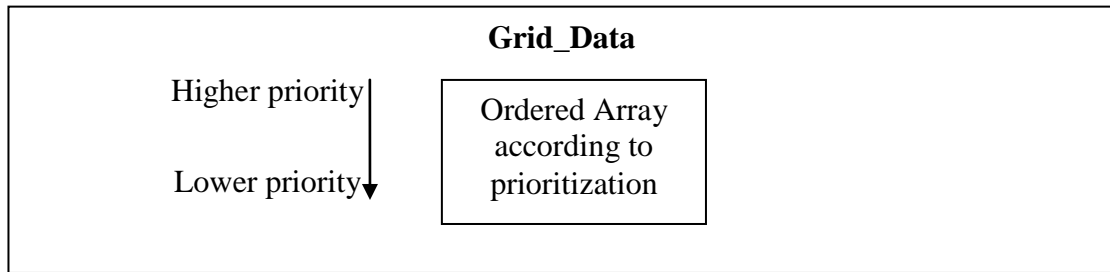 Grid_Data
Higher priority
Ordered Array
according to
prioritization
Lower priority